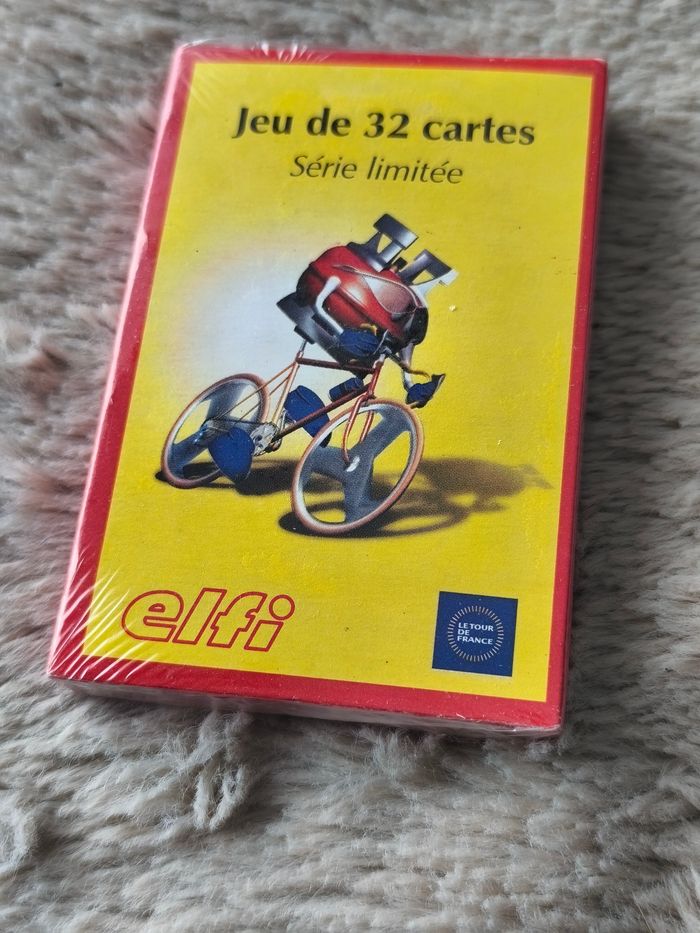 Jeu de 32 cartes
Série limitée
elfi
LE TOUR
DE
FRANCE